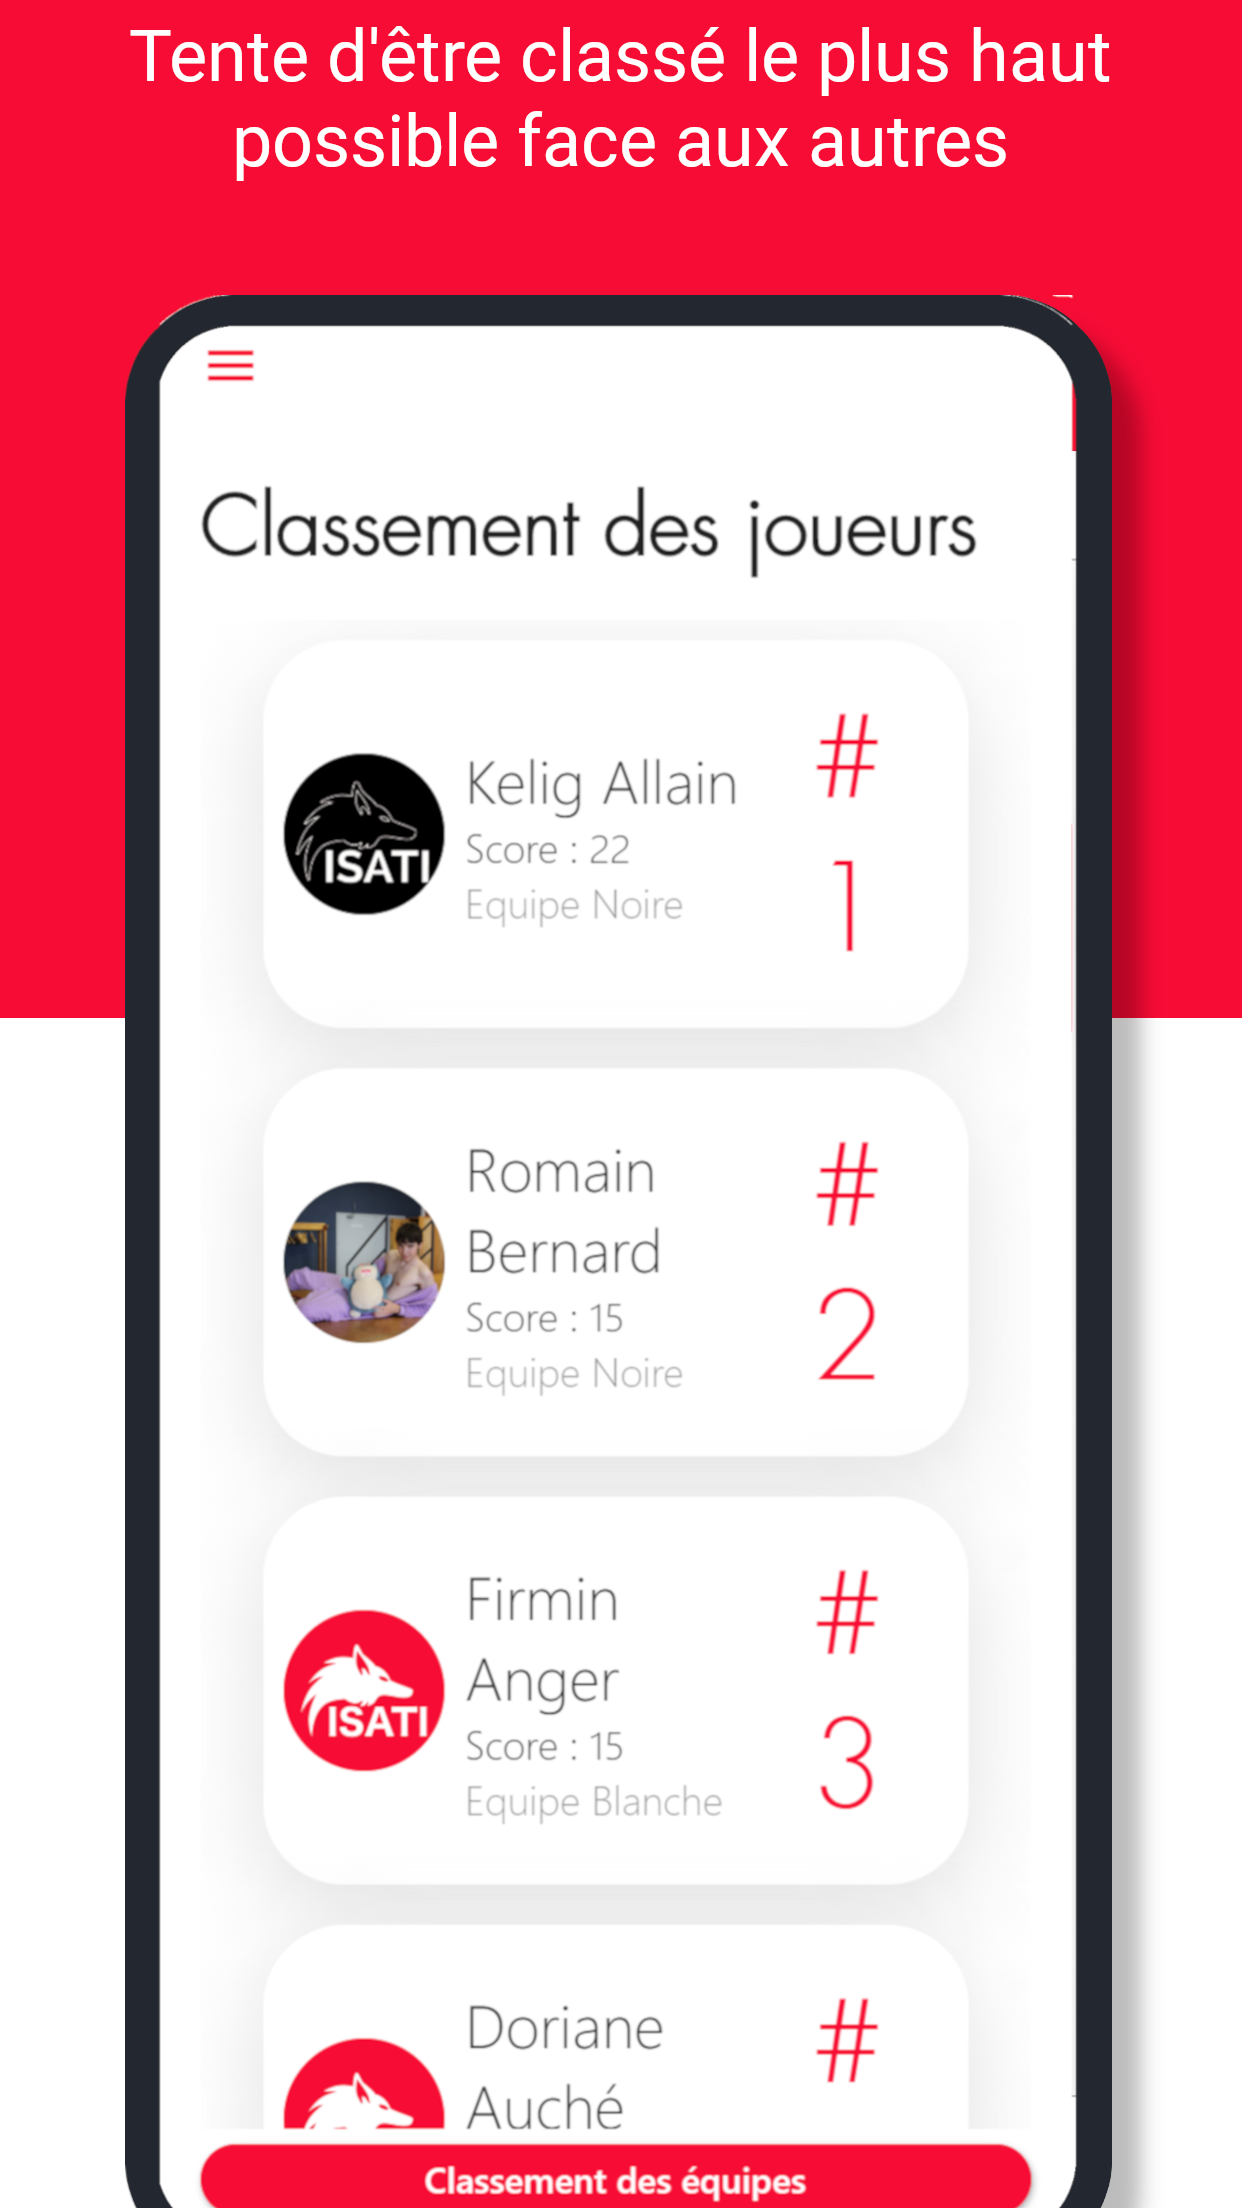 Tente d'être classé le plus haut
possible face aux autres
Classement des joueurs
Kelig Allain
Score : 22
Equipe Noire
#
1
ISATI
Romain
Bernard
Score : 15
Equipe Noire
#
2
Firmin
Anger
Score : 15
Equipe Blanche
#
3
ISATI
Doriane
Auché
#
Classement des équipes